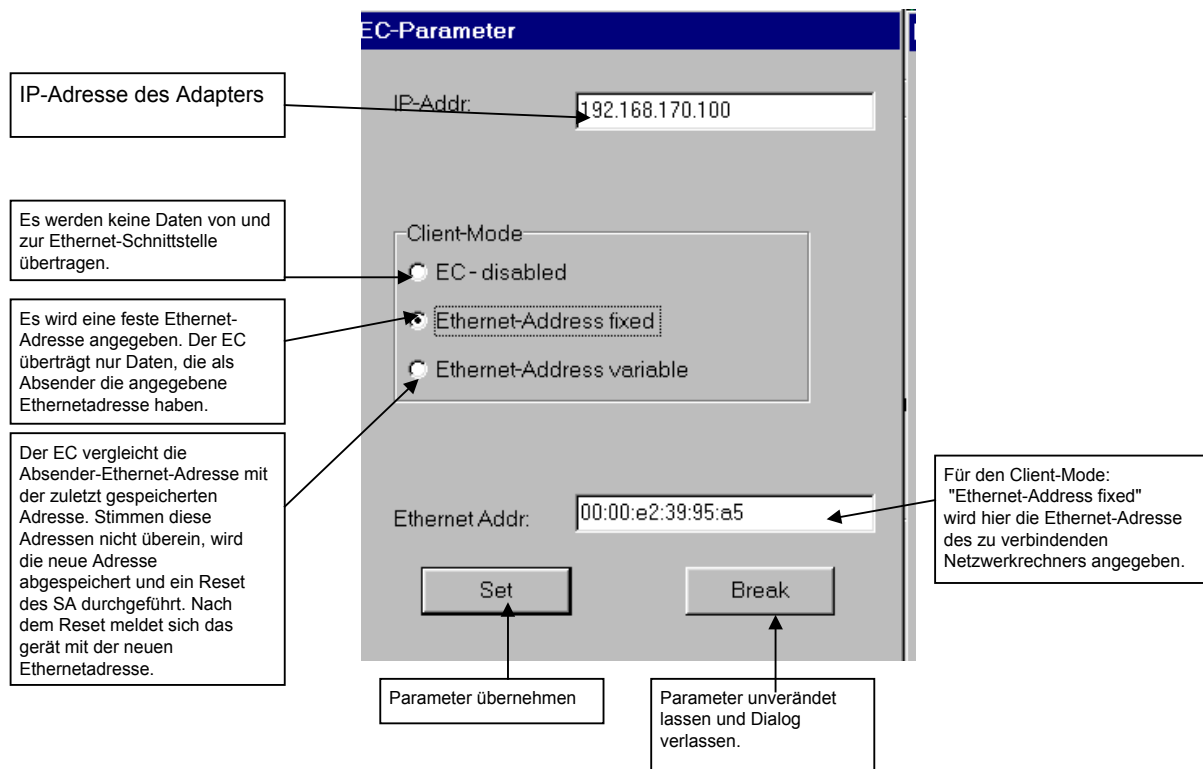 EC-Parameter
IP-Adresse des Adapters
IP-Addr:
192.168.170.100
Es werden keine Daten von und
zur Ethernet-Schnittstelle
übertragen.
Client-Mode
EC - disabled
Es wird eine feste Ethernet-
Adresse angegeben. Der EC
überträgt nur Daten, die als
Absender die angegebene
Ethernetadresse haben.
Ethernet-Address fixed
Ethernet-Address variable
Der EC vergleicht die
Absender-Ethernet-Adresse mit
der zuletzt gespeicherten
Adresse. Stimmen diese
Adressen nicht überein, wird
die neue Adresse
abgespeichert und ein Reset
des SA durchgeführt. Nach
dem Reset meldet sich das
gerät mit der neuen
Ethernetadresse.
Ethernet Addr:
00:00:e2:39:95:a5
Für den Client-Mode:
"Ethernet-Address fixed"
wird hier die Ethernet-Adresse
des zu verbindenden
Netzwerkrechners angegeben.
Set
Break
Parameter übernehmen
Parameter unverändet
lassen und Dialog
verlassen.